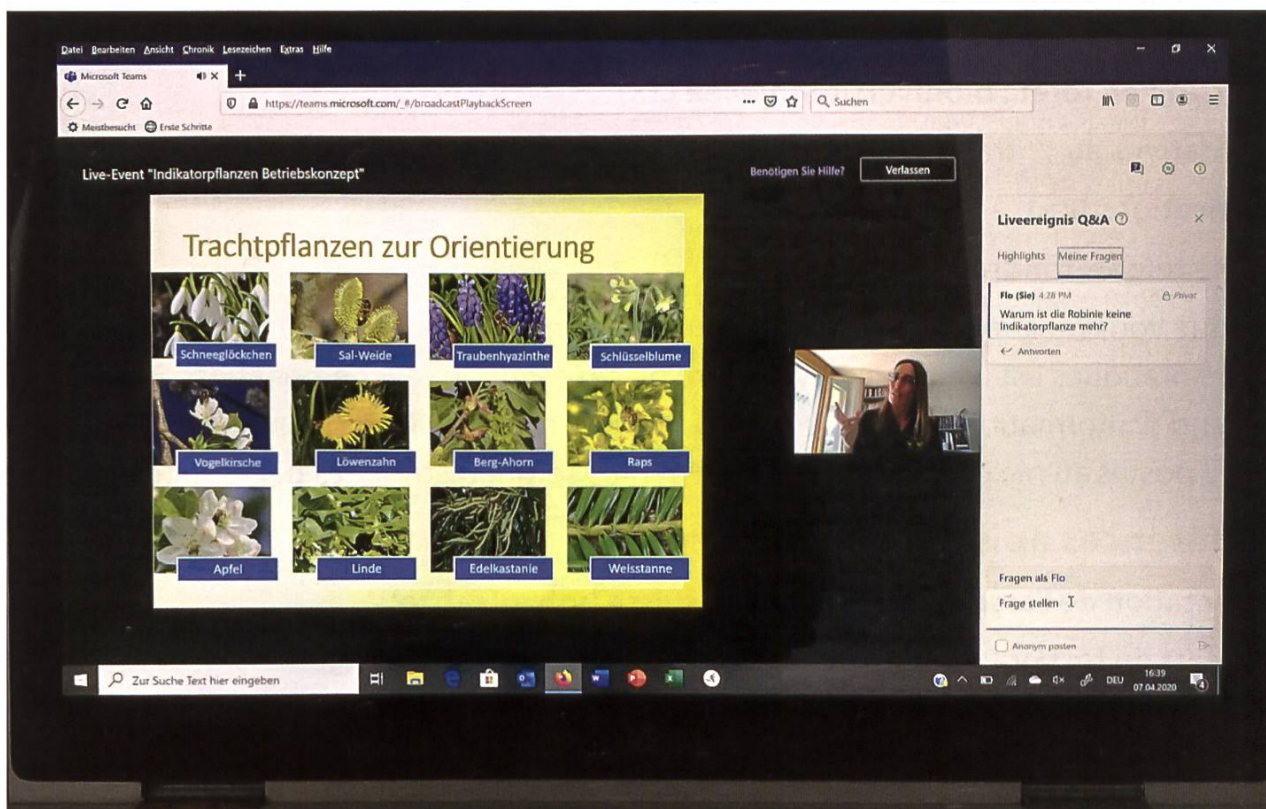 Datei Bearbeiten Ansicht Chronik Lesezeichen Extras Hilfe
Microsoft Teams
https://teams.microsoft.com/_#/broadcastPlaybackScreen
Suchen
Meistbesucht Erste Schritte
Live-Event "Indikatorpflanzen Betriebskonzept"
Benötigen Sie Hilfe?
Verlassen
Trachtpflanzen zur Orientierung
Schneeglöckchen
Sal-Weide
Traubenhyazinthe
Schlüsselblume
Vogelkirsche
Löwenzahn
Berg-Ahorn
Raps
Apfel
Linde
Edelkastanie
Weisstanne
Liveereignis Q&A
Highlights Meine Fragen
Flo (Sie) 4:28 PM Privat
Warum ist die Robinie keine
Indikatorpflanze mehr?
Antworten
Fragen als Flo
Frage stellen
Anonym posten
Zur Suche Text hier eingeben
DEU
16:39
07.04.2020
4